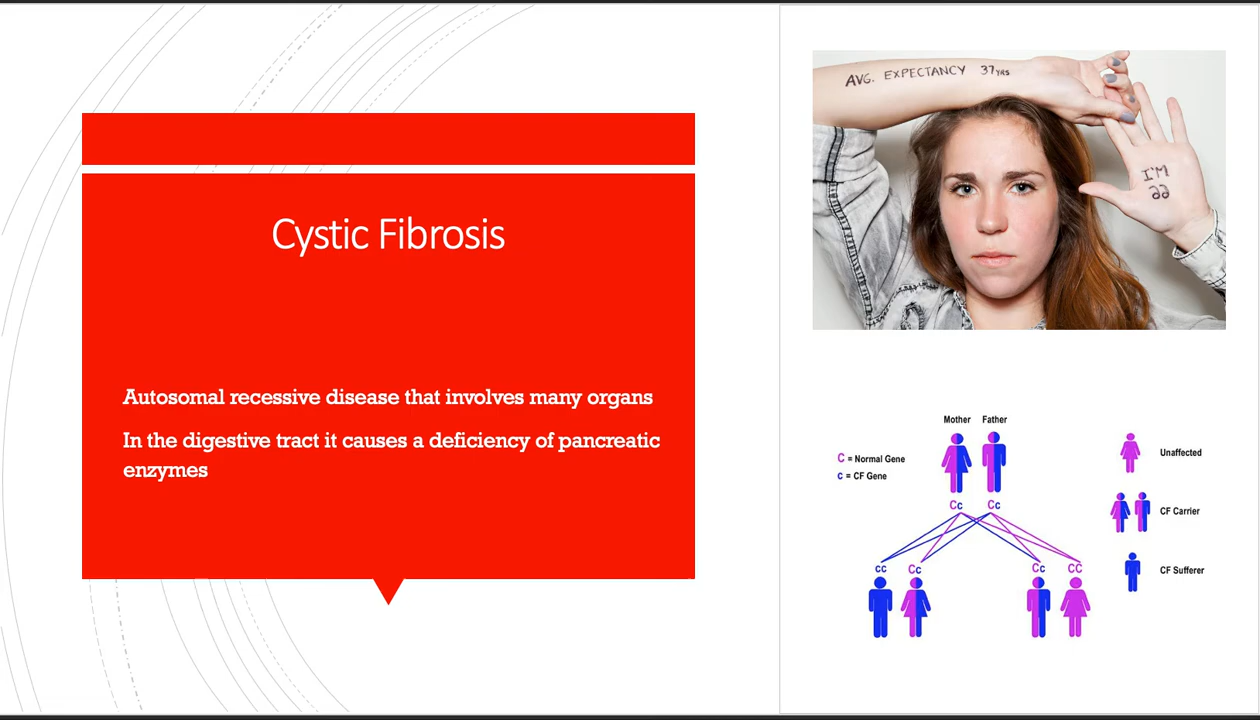 Cystic Fibrosis
Autosomal recessive disease that involves many organs
In the digestive tract it causes a deficiency of pancreatic
enzymes
AVG. EXPECTANCY 37YRS
I'M
22
Mother Father
C = Normal Gene
c = CF Gene
Cc Cc
cc Cc Cc CC
Unaffected
CF Carrier
CF Sufferer